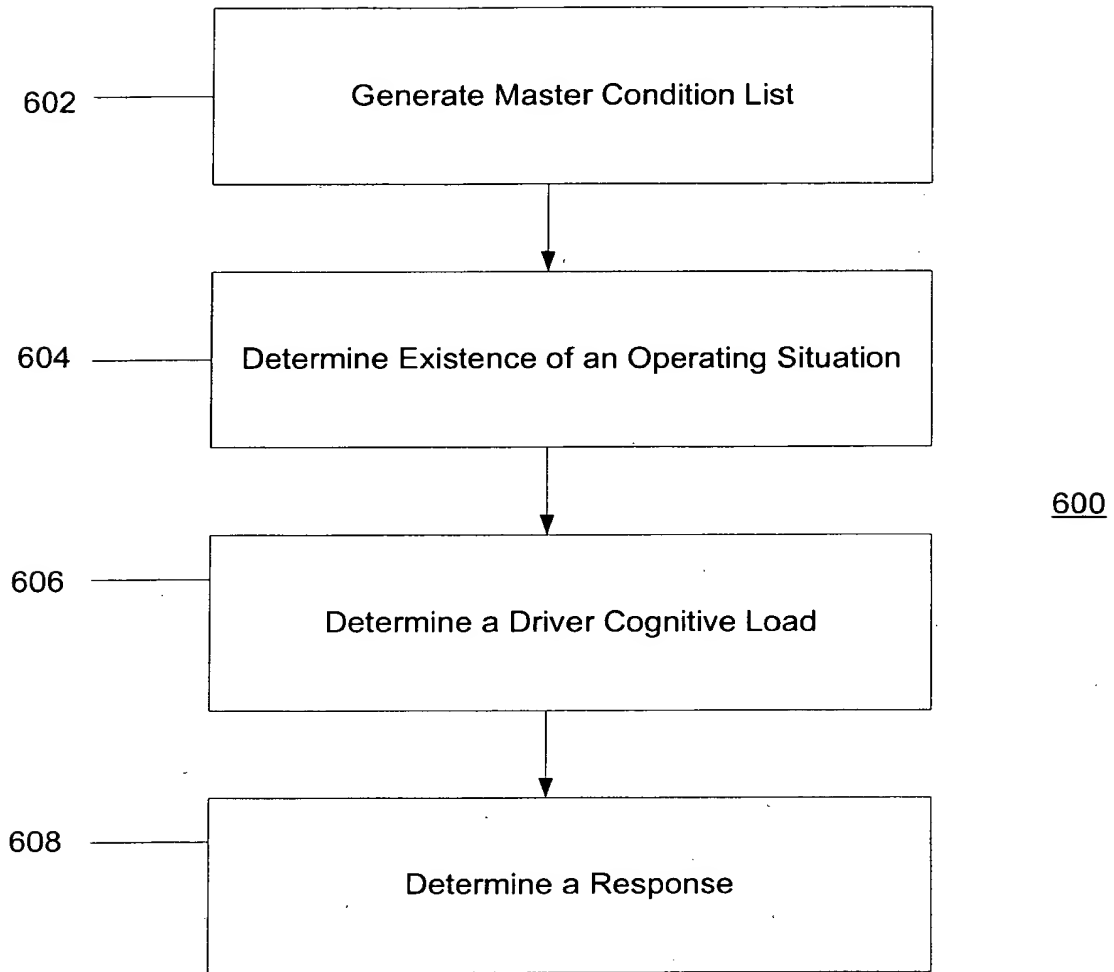 602
Generate Master Condition List
604
Determine Existence of an Operating Situation
600
606
Determine a Driver Cognitive Load
608
Determine a Response